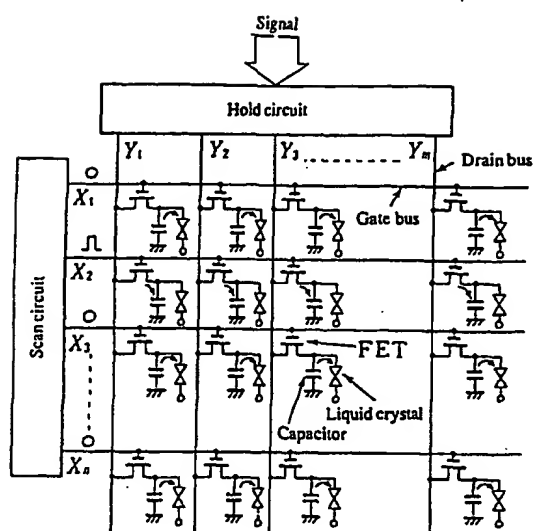 Signal
Hold circuit
Y1 Y2 Y3 Ym
Drain bus
X1
Gate bus
X2
Scan circuit
X3
FET
Liquid crystal
Capacitor
Xn